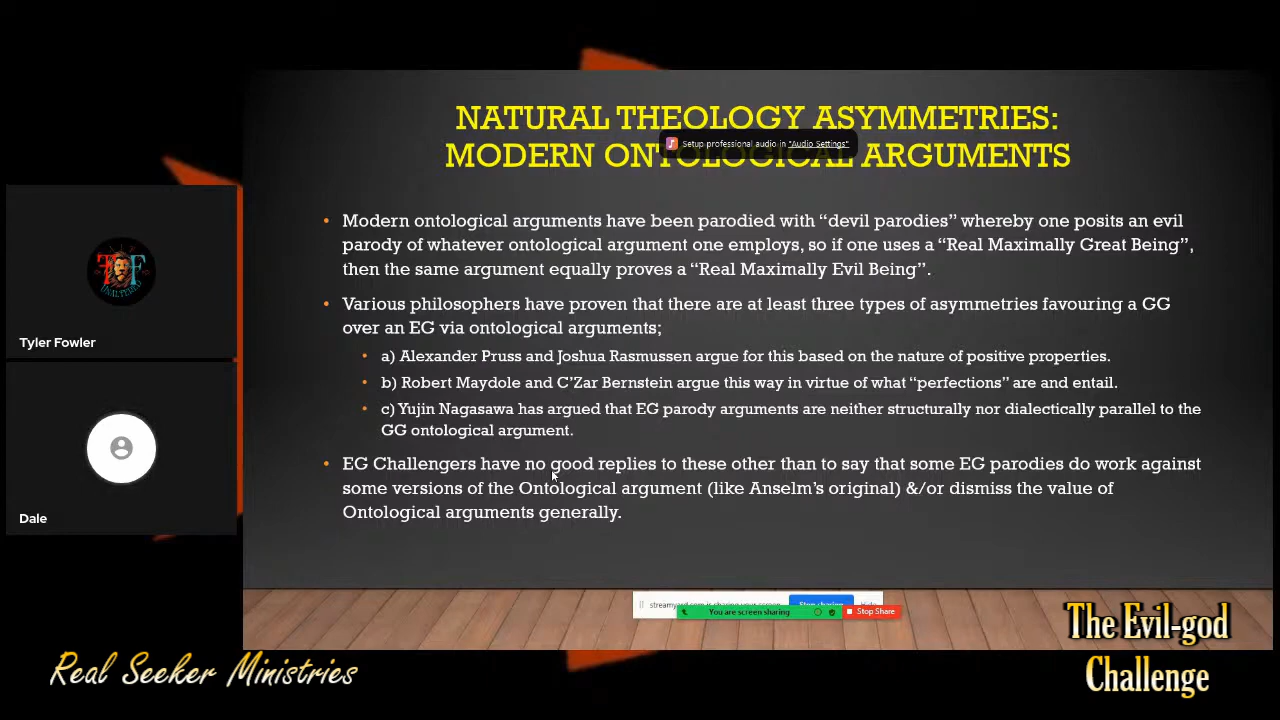 NATURAL THEOLOGY ASYMMETRIES:
Setup professional audio in "Audio Settings"
MODERN ONTOLOGICAL ARGUMENTS
• Modern ontological arguments have been parodied with “devil parodies” whereby one posits an evil
parody of whatever ontological argument one employs, so if one uses a “Real Maximally Great Being”,
then the same argument equally proves a “Real Maximally Evil Being”.
• Various philosophers have proven that there are at least three types of asymmetries favouring a GG
over an EG via ontological arguments;
• a) Alexander Pruss and Joshua Rasmussen argue for this based on the nature of positive properties.
• b) Robert Maydole and C’Zar Bernstein argue this way in virtue of what “perfections” are and entail.
• c) Yujin Nagasawa has argued that EG parody arguments are neither structurally nor dialectically parallel to the
GG ontological argument.
• EG Challengers have no good replies to these other than to say that some EG parodies do work against
some versions of the Ontological argument (like Anselm’s original) &/or dismiss the value of
Ontological arguments generally.
Tyler Fowler
Dale
streamyard.com is sharing your screen.
Stop sharing
Hide
You are screen sharing
Stop Share
Real Seeker Ministries
The Evil-god
Challenge